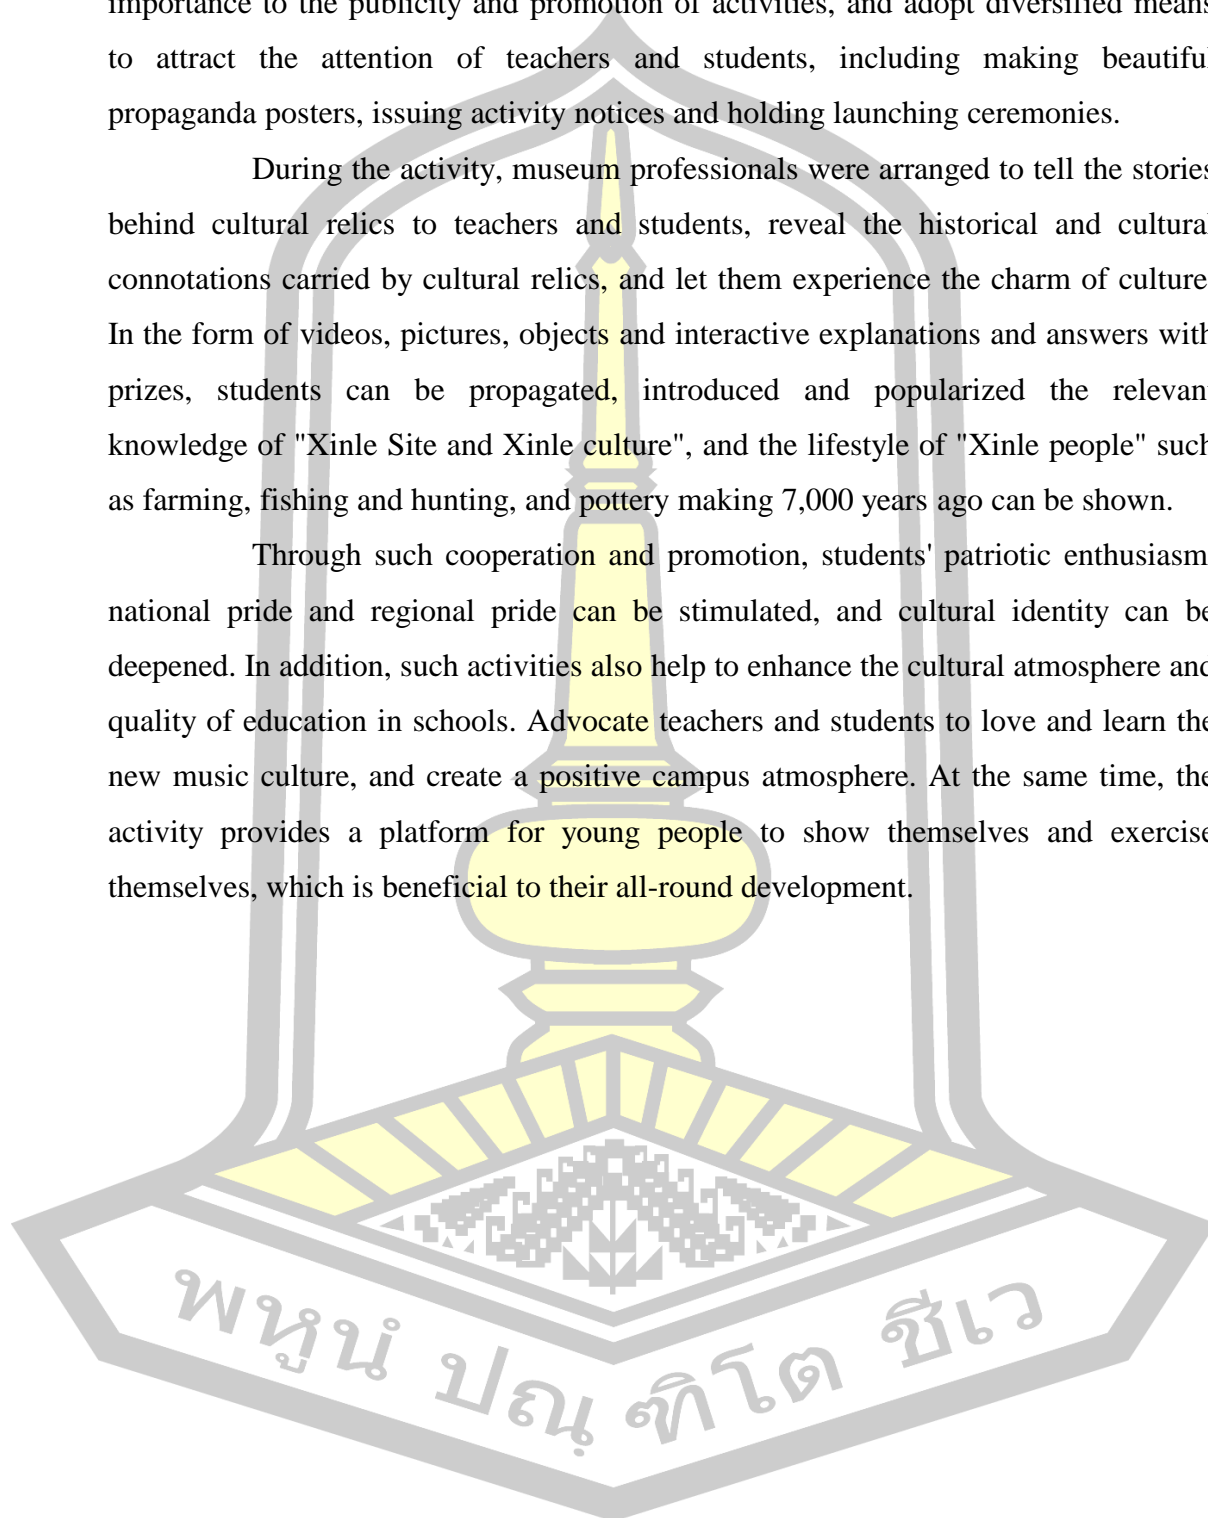 importance to the publicity and promotion of activities, and adopt diversified means
to attract the attention of teachers and students, including making beautiful
propaganda posters, issuing activity notices and holding launching ceremonies.
During the activity, museum professionals were arranged to tell the stories
behind cultural relics to teachers and students, reveal the historical and cultural
connotations carried by cultural relics, and let them experience the charm of culture
In the form of videos, pictures, objects and interactive explanations and answers with
prizes, students can be propagated, introduced and popularized the relevant
knowledge of "Xinle Site and Xinle culture", and the lifestyle of "Xinle people" such
as farming, fishing and hunting, and pottery making 7,000 years ago can be shown.
Through such cooperation and promotion, students' patriotic enthusiasm
national pride and regional pride can be stimulated, and cultural identity can be
deepened. In addition, such activities also help to enhance the cultural atmosphere and
quality of education in schools. Advocate teachers and students to love and learn the
new music culture, and create a positive campus atmosphere. At the same time, the
activity provides a platform for young people to show themselves and exercise
themselves, which is beneficial to their all-round development.
พหูนํ ปณฺฑิโต ชีเว